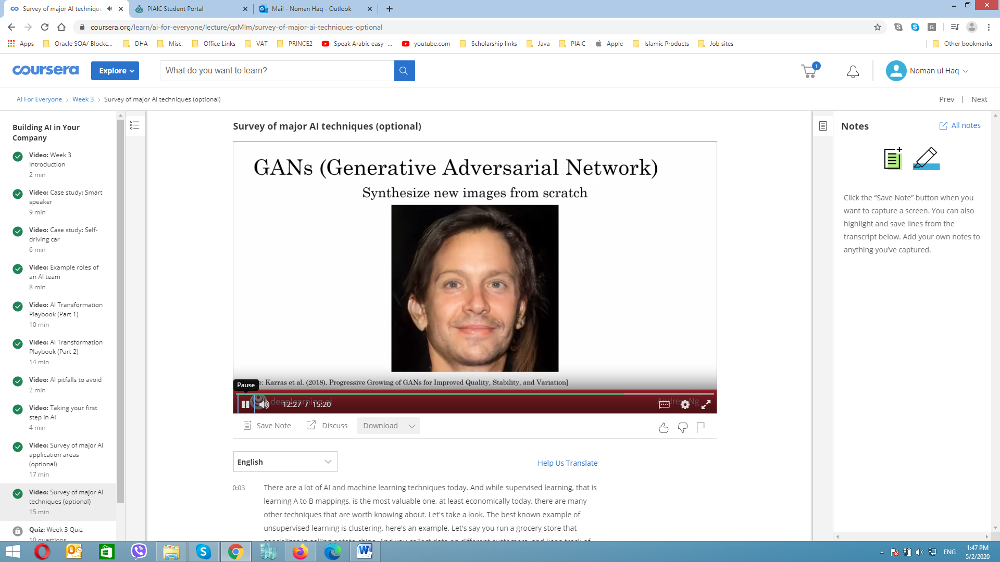 Survey of major AI technique
PIAIC Student Portal
Mail - Noman Haq - Outlook
coursera.org/learn/ai-for-everyone/lecture/qxMlm/survey-of-major-ai-techniques-optional
Apps
Oracle SOA/ Blockc...
DHA
Misc.
Office Links
VAT
PRINCE2
Speak Arabic easy -...
youtube.com
Scholarship links
Java
PIAIC
Apple
Islamic Products
Job sites
Other bookmarks
coursera
Explore
What do you want to learn?
1
Noman ul Haq
AI For Everyone
Week 3
Survey of major AI techniques (optional)
Prev | Next
Building AI in Your
Company
Video: Week 3
Introduction
2 min
Video: Case study: Smart
speaker
9 min
Video: Case study: Self-
driving car
6 min
Video: Example roles of
an AI team
8 min
Video: AI Transformation
Playbook (Part 1)
10 min
Video: AI Transformation
Playbook (Part 2)
14 min
Video: AI pitfalls to avoid
2 min
Video: Taking your first
step in AI
4 min
Video: Survey of major AI
application areas
(optional)
17 min
Video: Survey of major AI
techniques (optional)
15 min
Quiz: Week 3 Quiz
10 questions
Survey of major AI techniques (optional)
GANs (Generative Adversarial Network)
Synthesize new images from scratch
: Karras et al. (2018). Progressive Growing of GANs for Improved Quality, Stability, and Variation]
Pause
deeplearning.ai
12:27 / 15:20
Andrew Ng
Save Note
Discuss
Download
English
Help Us Translate
0:03
There are a lot of AI and machine learning techniques today. And while supervised learning, that is
learning A to B mappings, is the most valuable one, at least economically today, there are many
other techniques that are worth knowing about. Let's take a look. The best known example of
unsupervised learning is clustering, here's an example. Let's say you run a grocery store that
specializes in selling potato chips. And you collect data on different customers, and keep track of
Notes
All notes
Click the “Save Note” button when you
want to capture a screen. You can also
highlight and save lines from the
transcript below. Add your own notes to
anything you’ve captured.
ENG
1:47 PM
5/2/2020